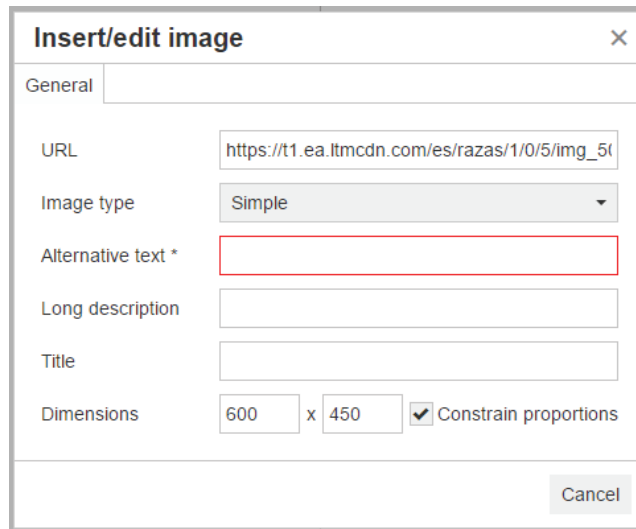 Insert/edit image ×
General
URL https://t1.ea.ltmcdn.com/es/razas/1/0/5/img_50
Image type Simple
Alternative text *
Long description
Title
Dimensions 600 x 450 Constrain proportions
Cancel